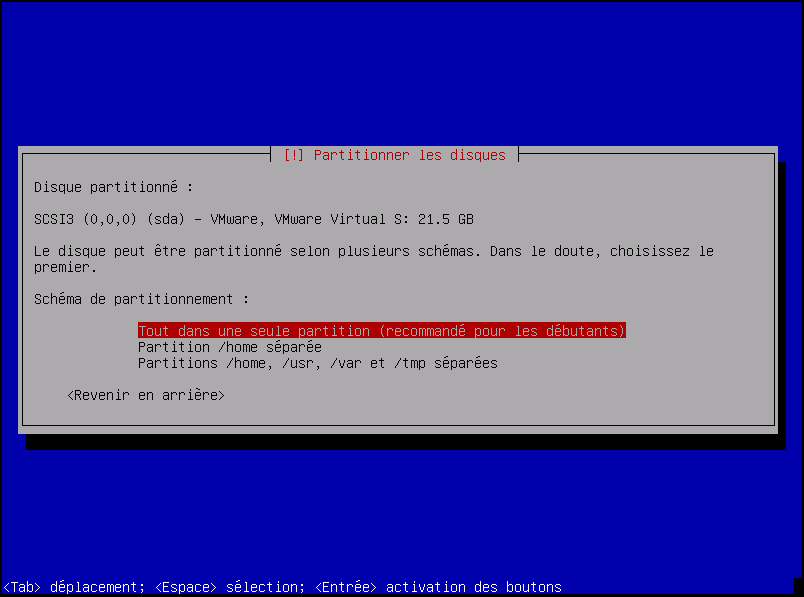 [!] Partitionner les disques
Disque partitionné :
SCSI3 (0,0,0) (sda) – VMware, VMware Virtual S: 21.5 GB
Le disque peut être partitionné selon plusieurs schémas. Dans le doute, choisissez le
premier.
Schéma de partitionnement :
Tout dans une seule partition (recommandé pour les débutants)
Partition /home séparée
Partitions /home, /usr, /var et /tmp séparées
<Revenir en arrière>
<Tab> déplacement; <Espace> sélection; <Entrée> activation des boutons